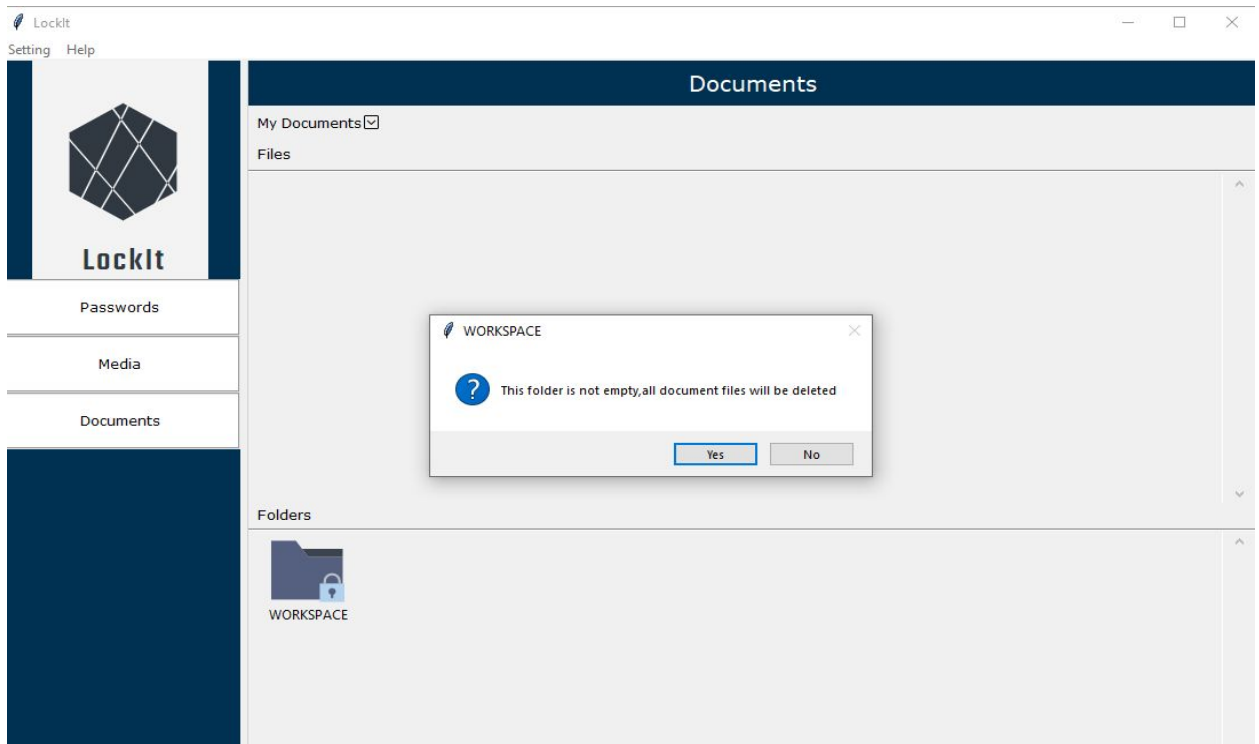 LockIt
Setting Help
Documents
My Documents
Files
LockIt
Passwords
Media
Documents
WORKSPACE
This folder is not empty,all document files will be deleted
Yes No
Folders
WORKSPACE